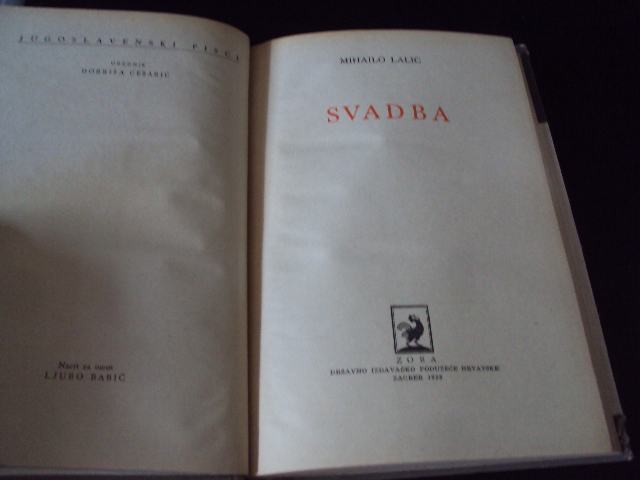 JUGOSLAVENSKI PISCI
UREDNIK
DOBRIŠA CESARIĆ
Nacrt za omot
LJUBO BABIĆ
MIHAILO LALIĆ
SVADBA
ZORA
DRŽAVNO IZDAVAČKO PODUZEĆE HRVATSKE
ZAGREB